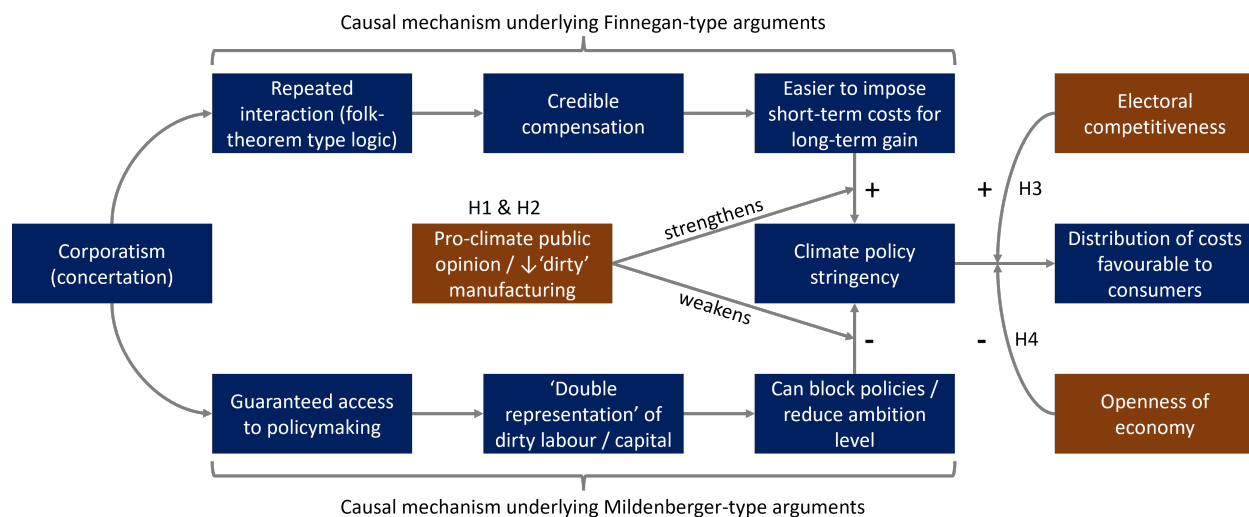 Causal mechanism underlying Finnegan-type arguments
Repeated
interaction (folk-
theorem type logic)
Credible
compensation
Easier to impose
short-term costs for
long-term gain
Electoral
competitiveness
+
+
H3
H1 & H2
strengthens
Corporatism
(concertation)
Pro-climate public
opinion / ↓‘dirty’
manufacturing
Climate policy
stringency
Distribution of costs
favourable to
consumers
weakens
-
-
H4
Guaranteed access
to policymaking
‘Double
representation’ of
dirty labour / capital
Can block policies /
reduce ambition
level
Openness of
economy
Causal mechanism underlying Mildenberger-type arguments